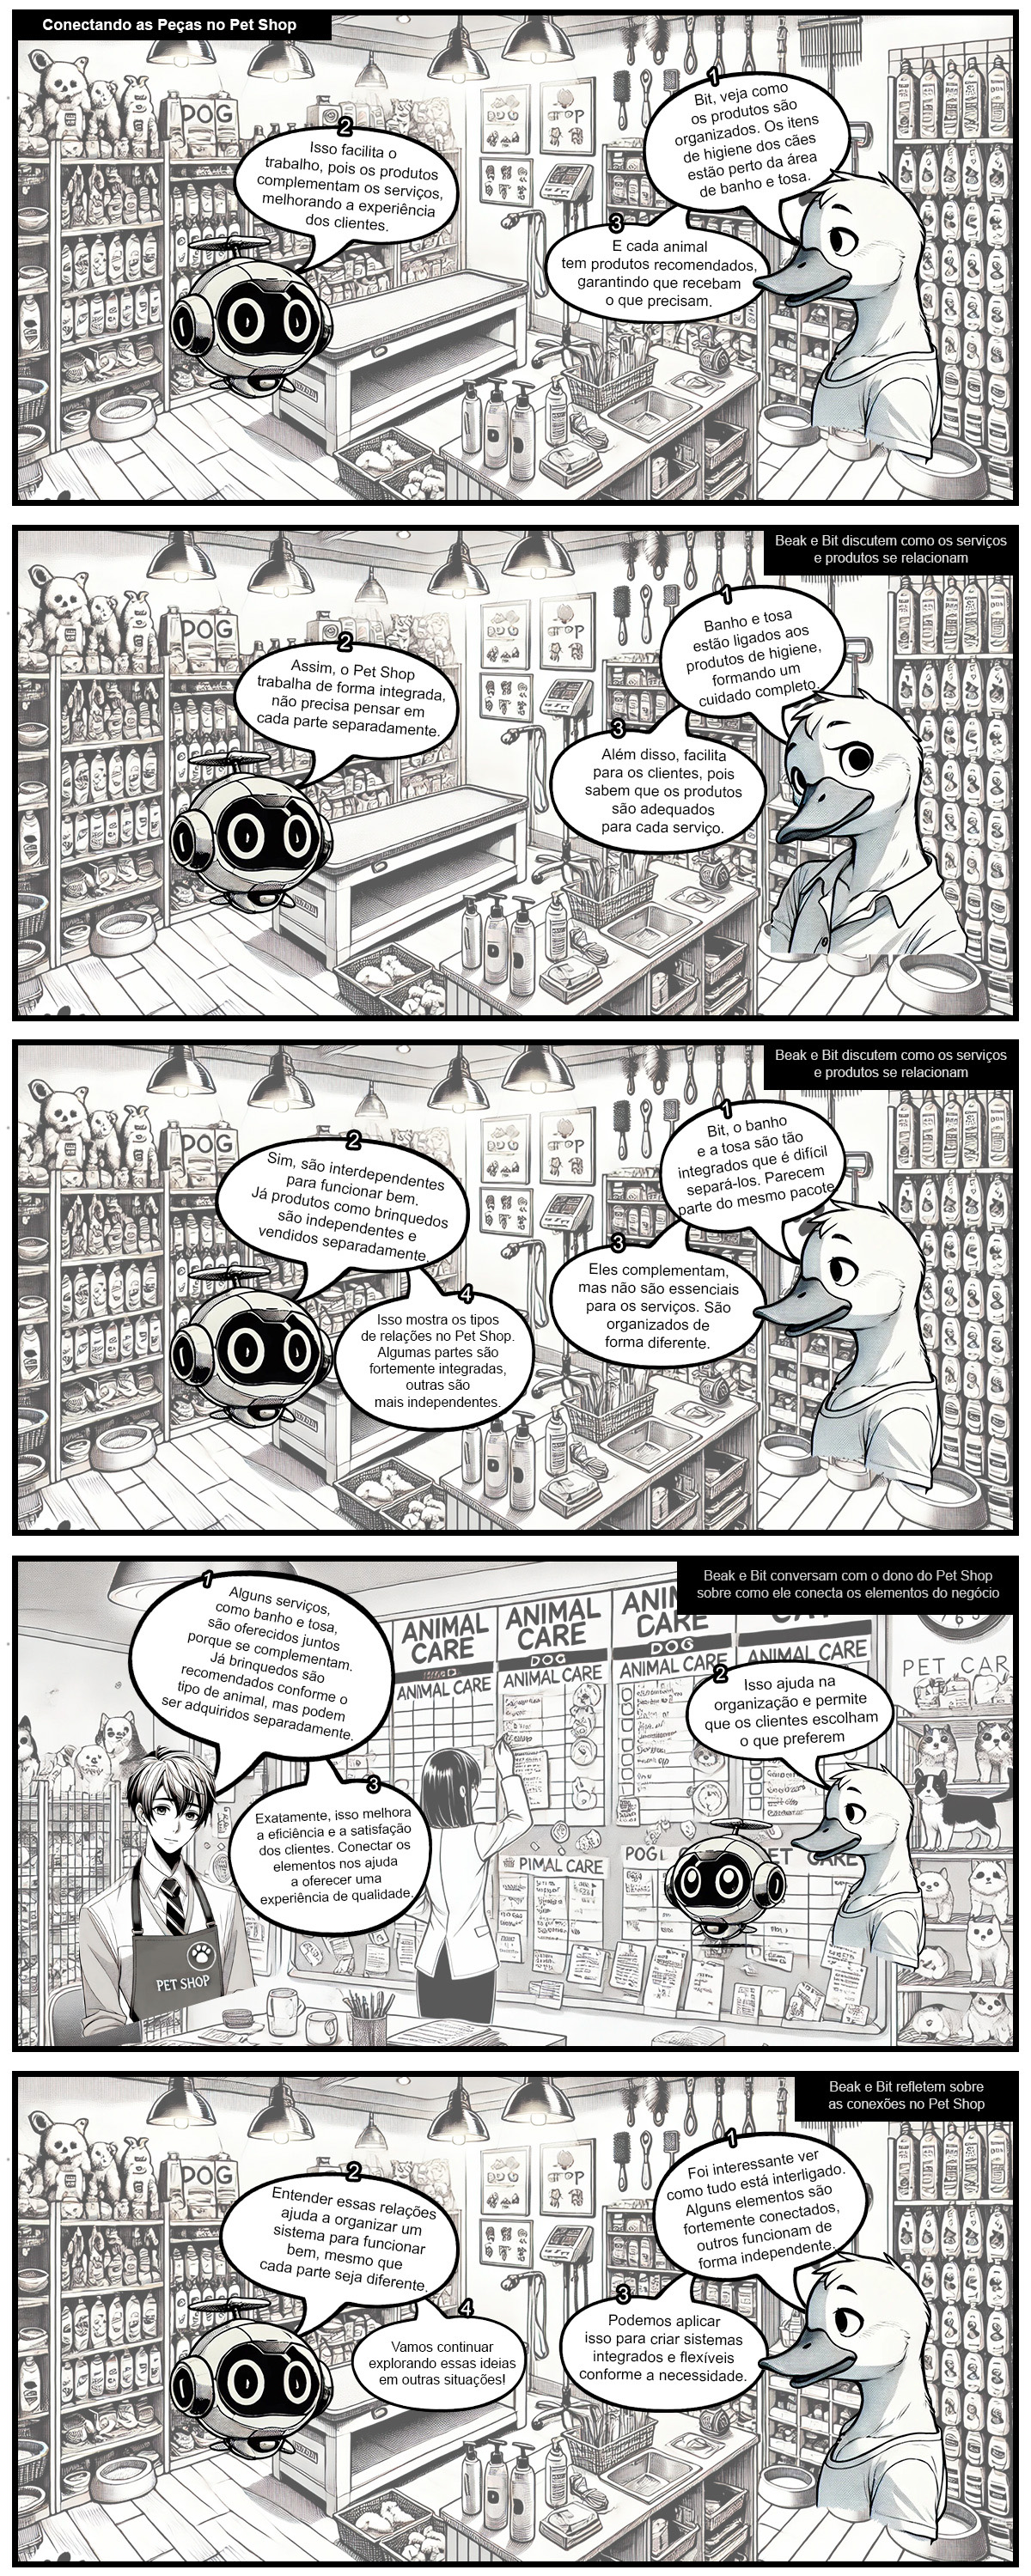 Connectando as Peças no Pet Shop
1
Bit, veja como
os produtos são
organizados. Os itens
de higiene dos cães
estão perto da área
de banho e tosa.
2
Isso facilita o
trabalho, pois os produtos
complementam os serviços,
melhorando a experiência
dos clientes.
3
E cada animal
tem produtos recomendados,
garantindo que recebam
o que precisam.
DOG
Beak e Bit discutem como os serviços
e produtos se relacionam
1
Banho e tosa
estão ligados aos
produtos de higiene,
formando um
cuidado completo.
2
Assim, o Pet Shop
trabalha de forma integrada,
não precisa pensar em
cada parte separadamente.
3
Além disso, facilita
para os clientes, pois
sabem que os produtos
são adequados
para cada serviço.
DOG
Beak e Bit discutem como os serviços
e produtos se relacionam
1
Bit, o banho
e a tosa são tão
integrados que é difícil
separá-los. Parecem
parte do mesmo pacote
2
Sim, são interdependentes
para funcionar bem.
Já produtos como brinquedos
são independentes e
vendidos separadamente.
3
Eles complementam,
mas não são essenciais
para os serviços. São
organizados de
forma diferente.
4
Isso mostra os tipos
de relações no Pet Shop.
Algumas partes são
fortemente integradas,
outras são
mais independentes.
DOG
Beak e Bit conversam com o dono do Pet Shop
sobre como ele conecta os elementos do negócio
1
Alguns serviços,
como banho e tosa,
são oferecidos juntos
porque se complementam.
Já brinquedos são
recomendados conforme o
tipo de animal, mas podem
ser adquiridos separadamente.
2
Isso ajuda na
organização e permite
que os clientes escolham
o que preferem
3
Exatamente, isso melhora
a eficiência e a satisfação
dos clientes. Conectar os
elementos nos ajuda
a oferecer uma
experiência de qualidade.
ANIMAL
CARE
ANIMAL CARE
ANIMAL
CARE
DOG
ANIMAL CARE
CARE
DOG
ANIMAL CARE
ANIMAL CARE
PET CAR
PIMAL CARE
PET SHOP
Beak e Bit refletem sobre
as conexões no Pet Shop
1
Foi interessante ver
como tudo está interligado.
Alguns elementos são
fortemente conectados,
outros funcionam de
forma independente.
2
Entender essas relações
ajuda a organizar um
sistema para funcionar
bem, mesmo que
cada parte seja diferente.
3
Podemos aplicar
isso para criar sistemas
integrados e flexíveis
conforme a necessidade.
4
Vamos continuar
explorando essas ideias
em outras situações!
DOG